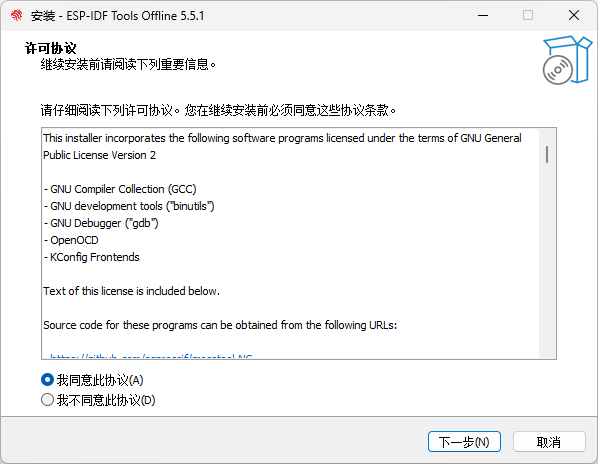 安装 - ESP-IDF Tools Offline 5.5.1
许可协议
继续安装前请阅读下列重要信息。
请仔细阅读下列许可协议。您在继续安装前必须同意这些协议条款。
This installer incorporates the following software programs licensed under the terms of GNU General
Public License Version 2
- GNU Compiler Collection (GCC)
- GNU development tools ("binutils")
- GNU Debugger ("gdb")
- OpenOCD
- KConfig Frontends
Text of this license is included below.
Source code for these programs can be obtained from the following URLs:
- https://github.com/espressif/crosstool-NG
我同意此协议(A)
我不同意此协议(D)
下一步(N)
取消